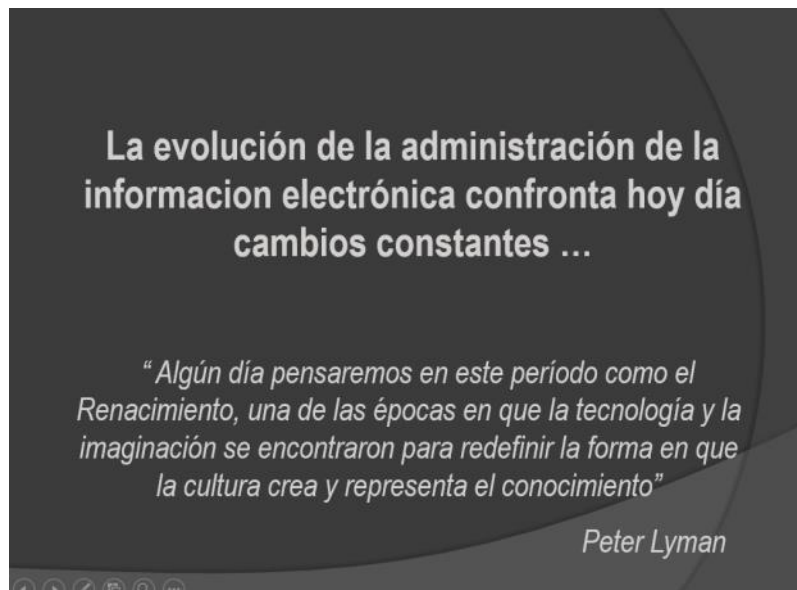 La evolución de la administración de la
informacion electrónica confronta hoy día
cambios constantes …
“ Algún día pensaremos en este período como el
Renacimiento, una de las épocas en que la tecnología y la
imaginación se encontraron para redefinir la forma en que
la cultura crea y representa el conocimiento”
Peter Lyman